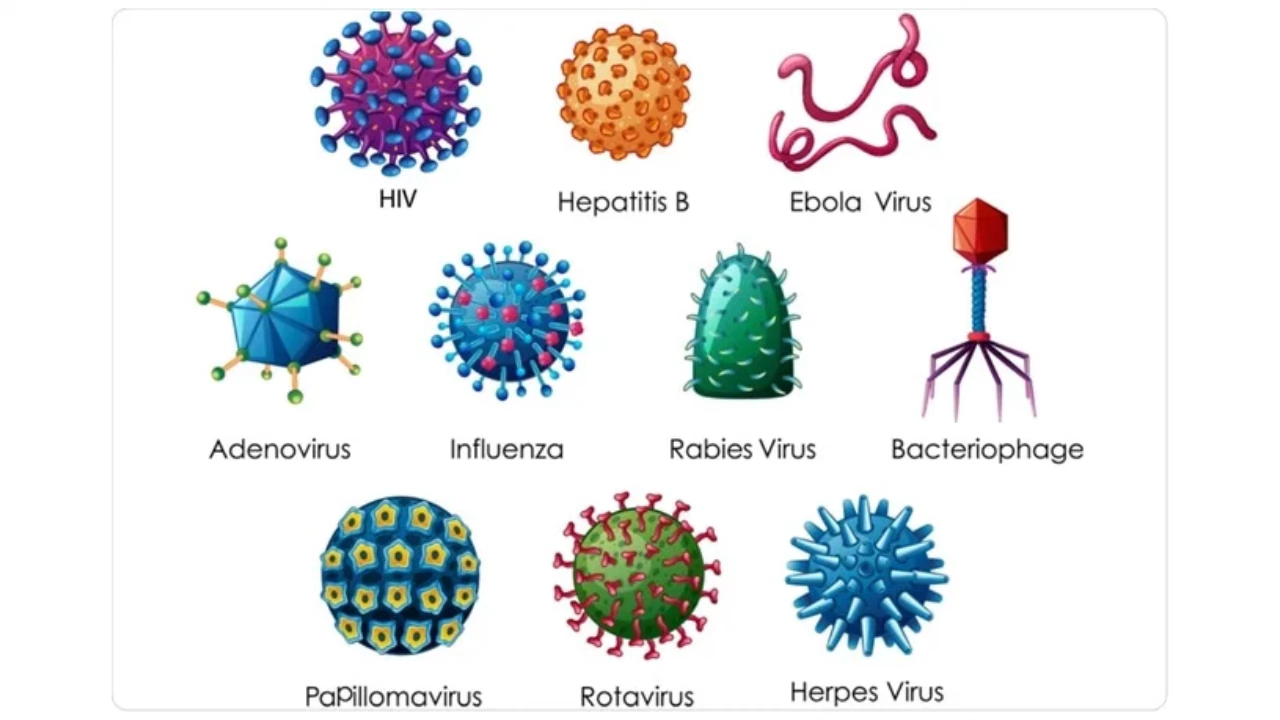 HIV
Hepatitis B
Ebola Virus
Adenovirus
Influenza
Rabies Virus
Bacteriophage
PaPillomavirus
Rotavirus
Herpes Virus